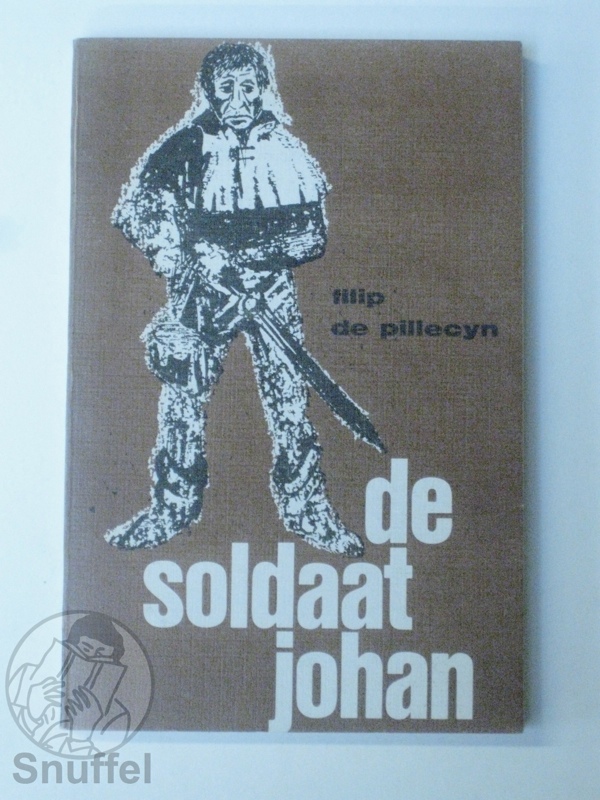 filip
de pillecyn
de
soldaat
johan
Snuffel